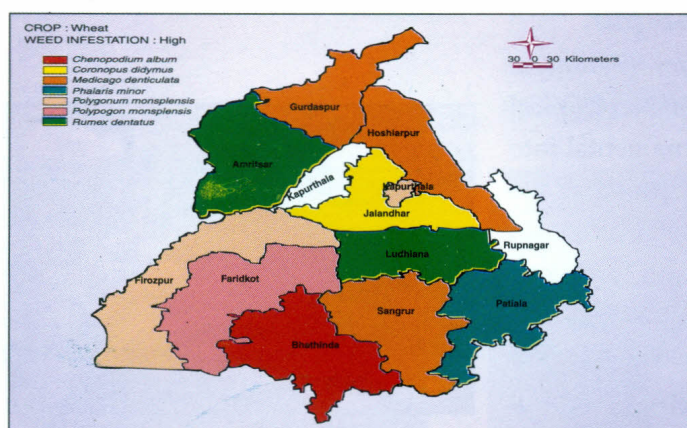 CROP : Wheat
WEED INFESTATION : High
Chenopodium album
Coronopus didymus
Medicago denticulata
Phalaris minor
Polygonum monsplensis
Polypogon monsplensis
Rumex dentatus
30 0 30 Kilometers
Gurdaspur
Hoshiarpur
Amritsar
Kapurthala
Kapurthala
Jalandhar
Rupnagar
Ludhiana
Firozpur
Faridkot
Patiala
Sangrur
Bhathinda